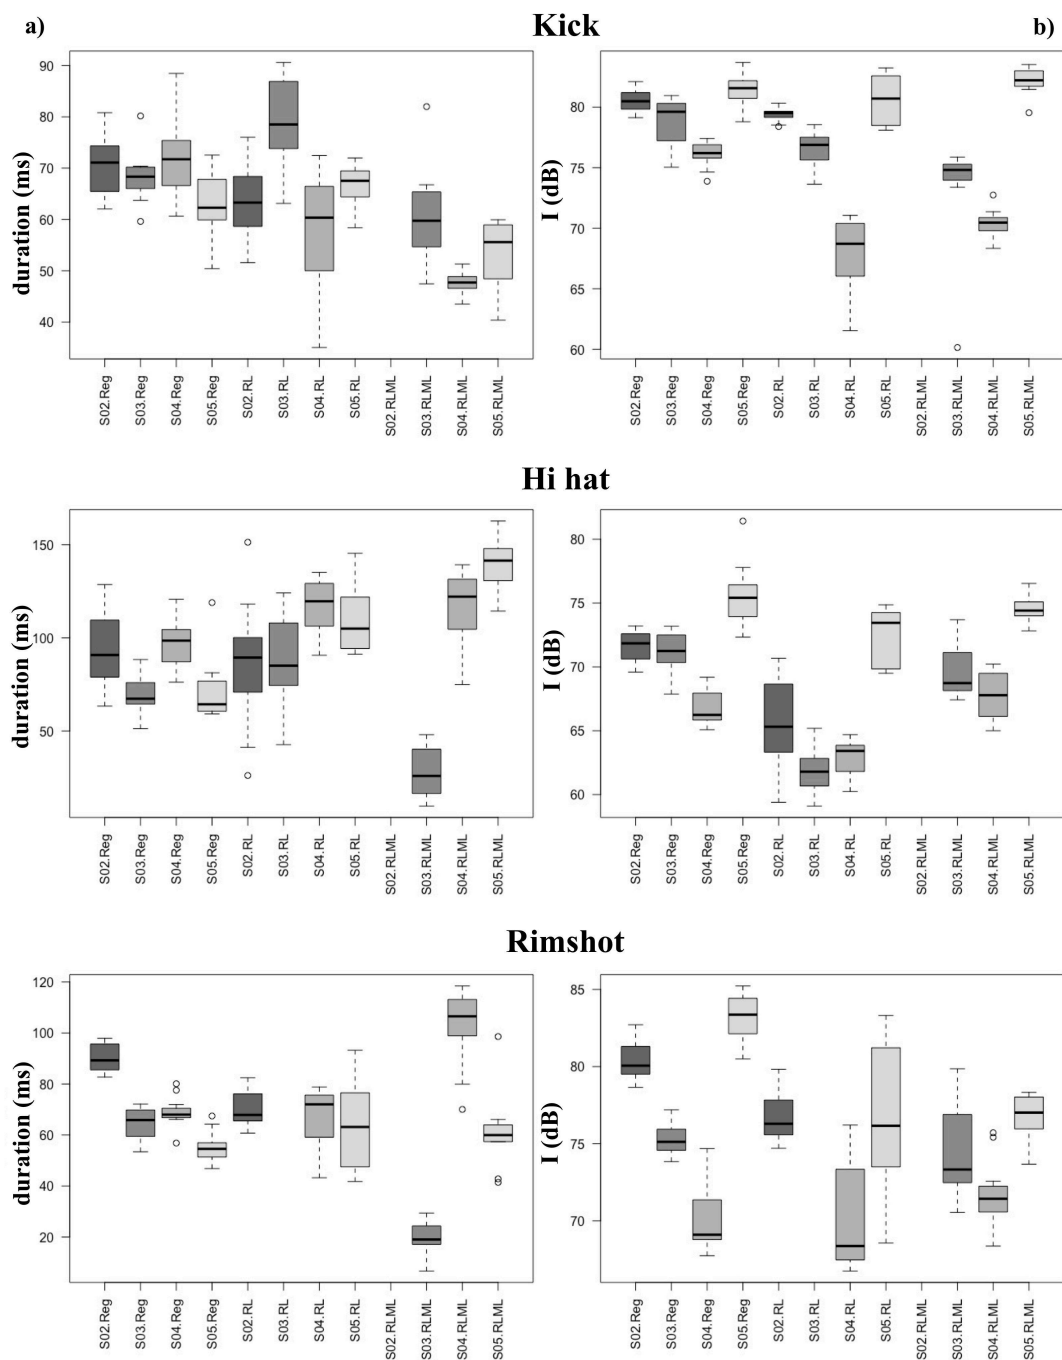 a) Kick b)
duration (ms)
90
80
70
60
50
40
S02.Reg
S03.Reg
S04.Reg
S05.Reg
S02.RL
S03.RL
S04.RL
S05.RL
S02.RLML
S03.RLML
S04.RLML
S05.RLML
I (dB)
80
75
70
65
60
S02.Reg
S03.Reg
S04.Reg
S05.Reg
S02.RL
S03.RL
S04.RL
S05.RL
S02.RLML
S03.RLML
S04.RLML
S05.RLML
Hi hat
duration (ms)
150
100
50
S02.Reg
S03.Reg
S04.Reg
S05.Reg
S02.RL
S03.RL
S04.RL
S05.RL
S02.RLML
S03.RLML
S04.RLML
S05.RLML
I (dB)
80
75
70
65
60
S02.Reg
S03.Reg
S04.Reg
S05.Reg
S02.RL
S03.RL
S04.RL
S05.RL
S02.RLML
S03.RLML
S04.RLML
S05.RLML
Rimshot
duration (ms)
120
100
80
60
40
20
S02.Reg
S03.Reg
S04.Reg
S05.Reg
S02.RL
S03.RL
S04.RL
S05.RL
S02.RLML
S03.RLML
S04.RLML
S05.RLML
I (dB)
85
80
75
70
S02.Reg
S03.Reg
S04.Reg
S05.Reg
S02.RL
S03.RL
S04.RL
S05.RL
S02.RLML
S03.RLML
S04.RLML
S05.RLML